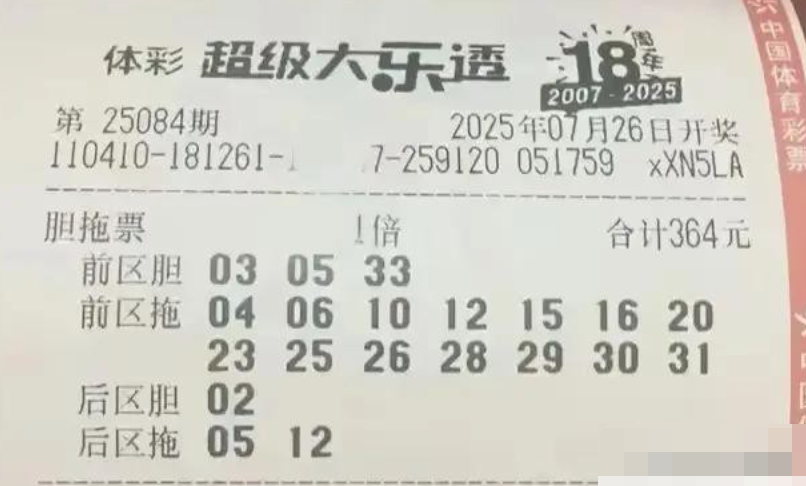 体彩 超级大乐透 18周年
2007-2025
第 25084期 2025年07月26日开奖
110410-181261- 7-259120 051759 xXN5LA
胆拖票 1倍 合计364元
前区胆 03 05 33
前区拖 04 06 10 12 15 16 20
23 25 26 28 29 30 31
后区胆 02
后区拖 05 12
中国体育彩票